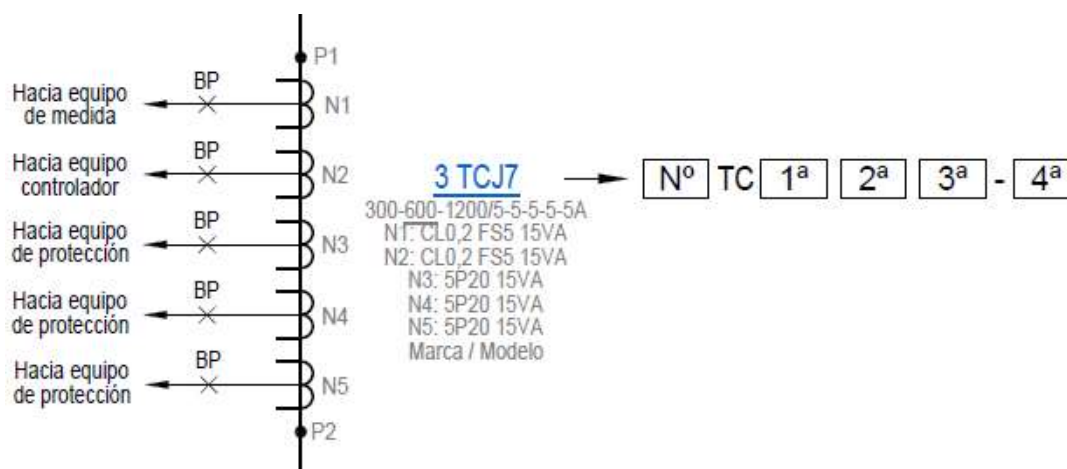 P1
BP
Hacia equipo
de medida
N1
BP
Hacia equipo
controlador
N2
BP
Hacia equipo
de protección
N3
BP
Hacia equipo
de protección
N4
BP
Hacia equipo
de protección
N5
P2
3 TCJ7
300-600-1200/5-5-5-5-5A
N1: CL0,2 FS5 15VA
N2: CL0,2 FS5 15VA
N3: 5P20 15VA
N4: 5P20 15VA
N5: 5P20 15VA
Marca / Modelo
Nº TC 1ª 2ª 3ª - 4ª